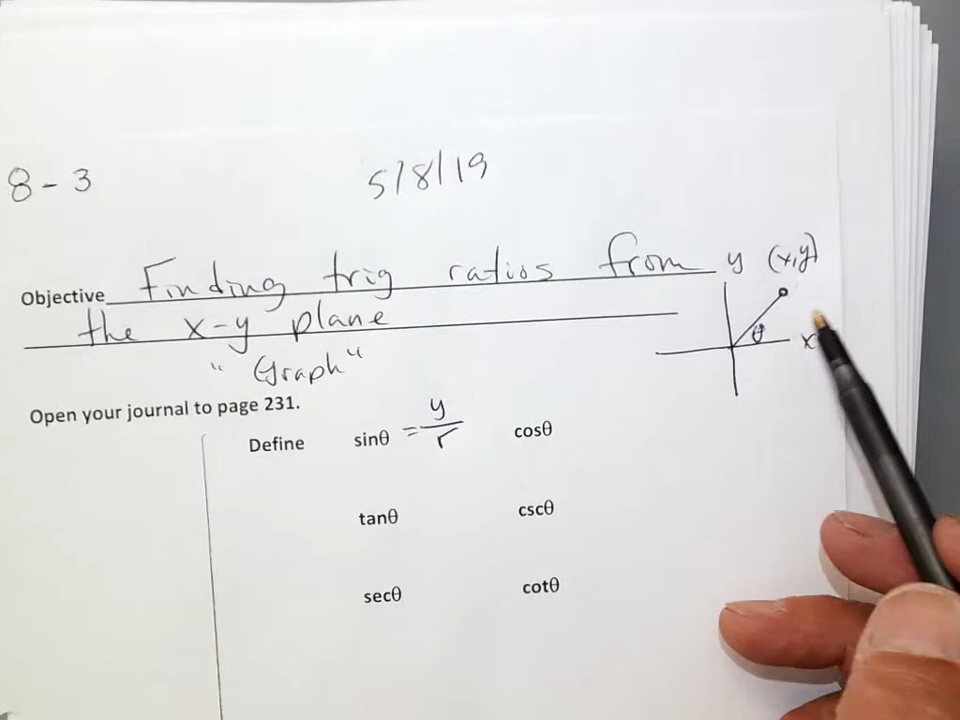 8-3 5/8/19
Objective Finding trig ratios from
the x-y plane
"Graph"
y (x,y)
θ x
Open your journal to page 231.
Define sinθ = y/r cosθ
tanθ cscθ
secθ cotθ